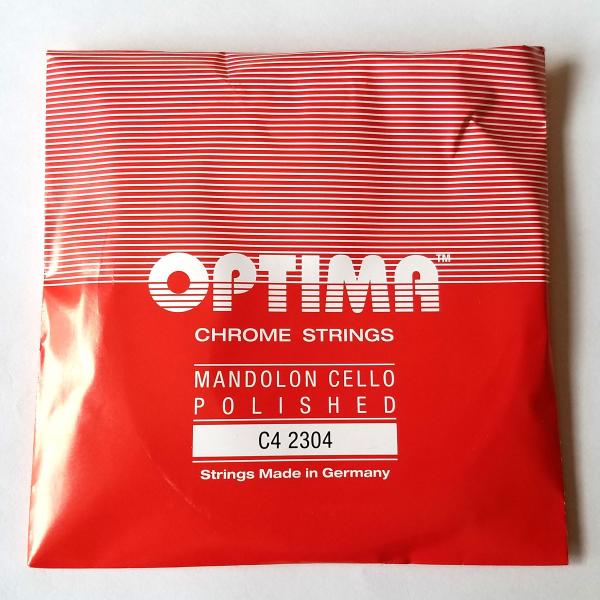 OPTIMA™
CHROME STRINGS
MANDOLON CELLO
POLISHED
C4 2304
Strings Made in Germany